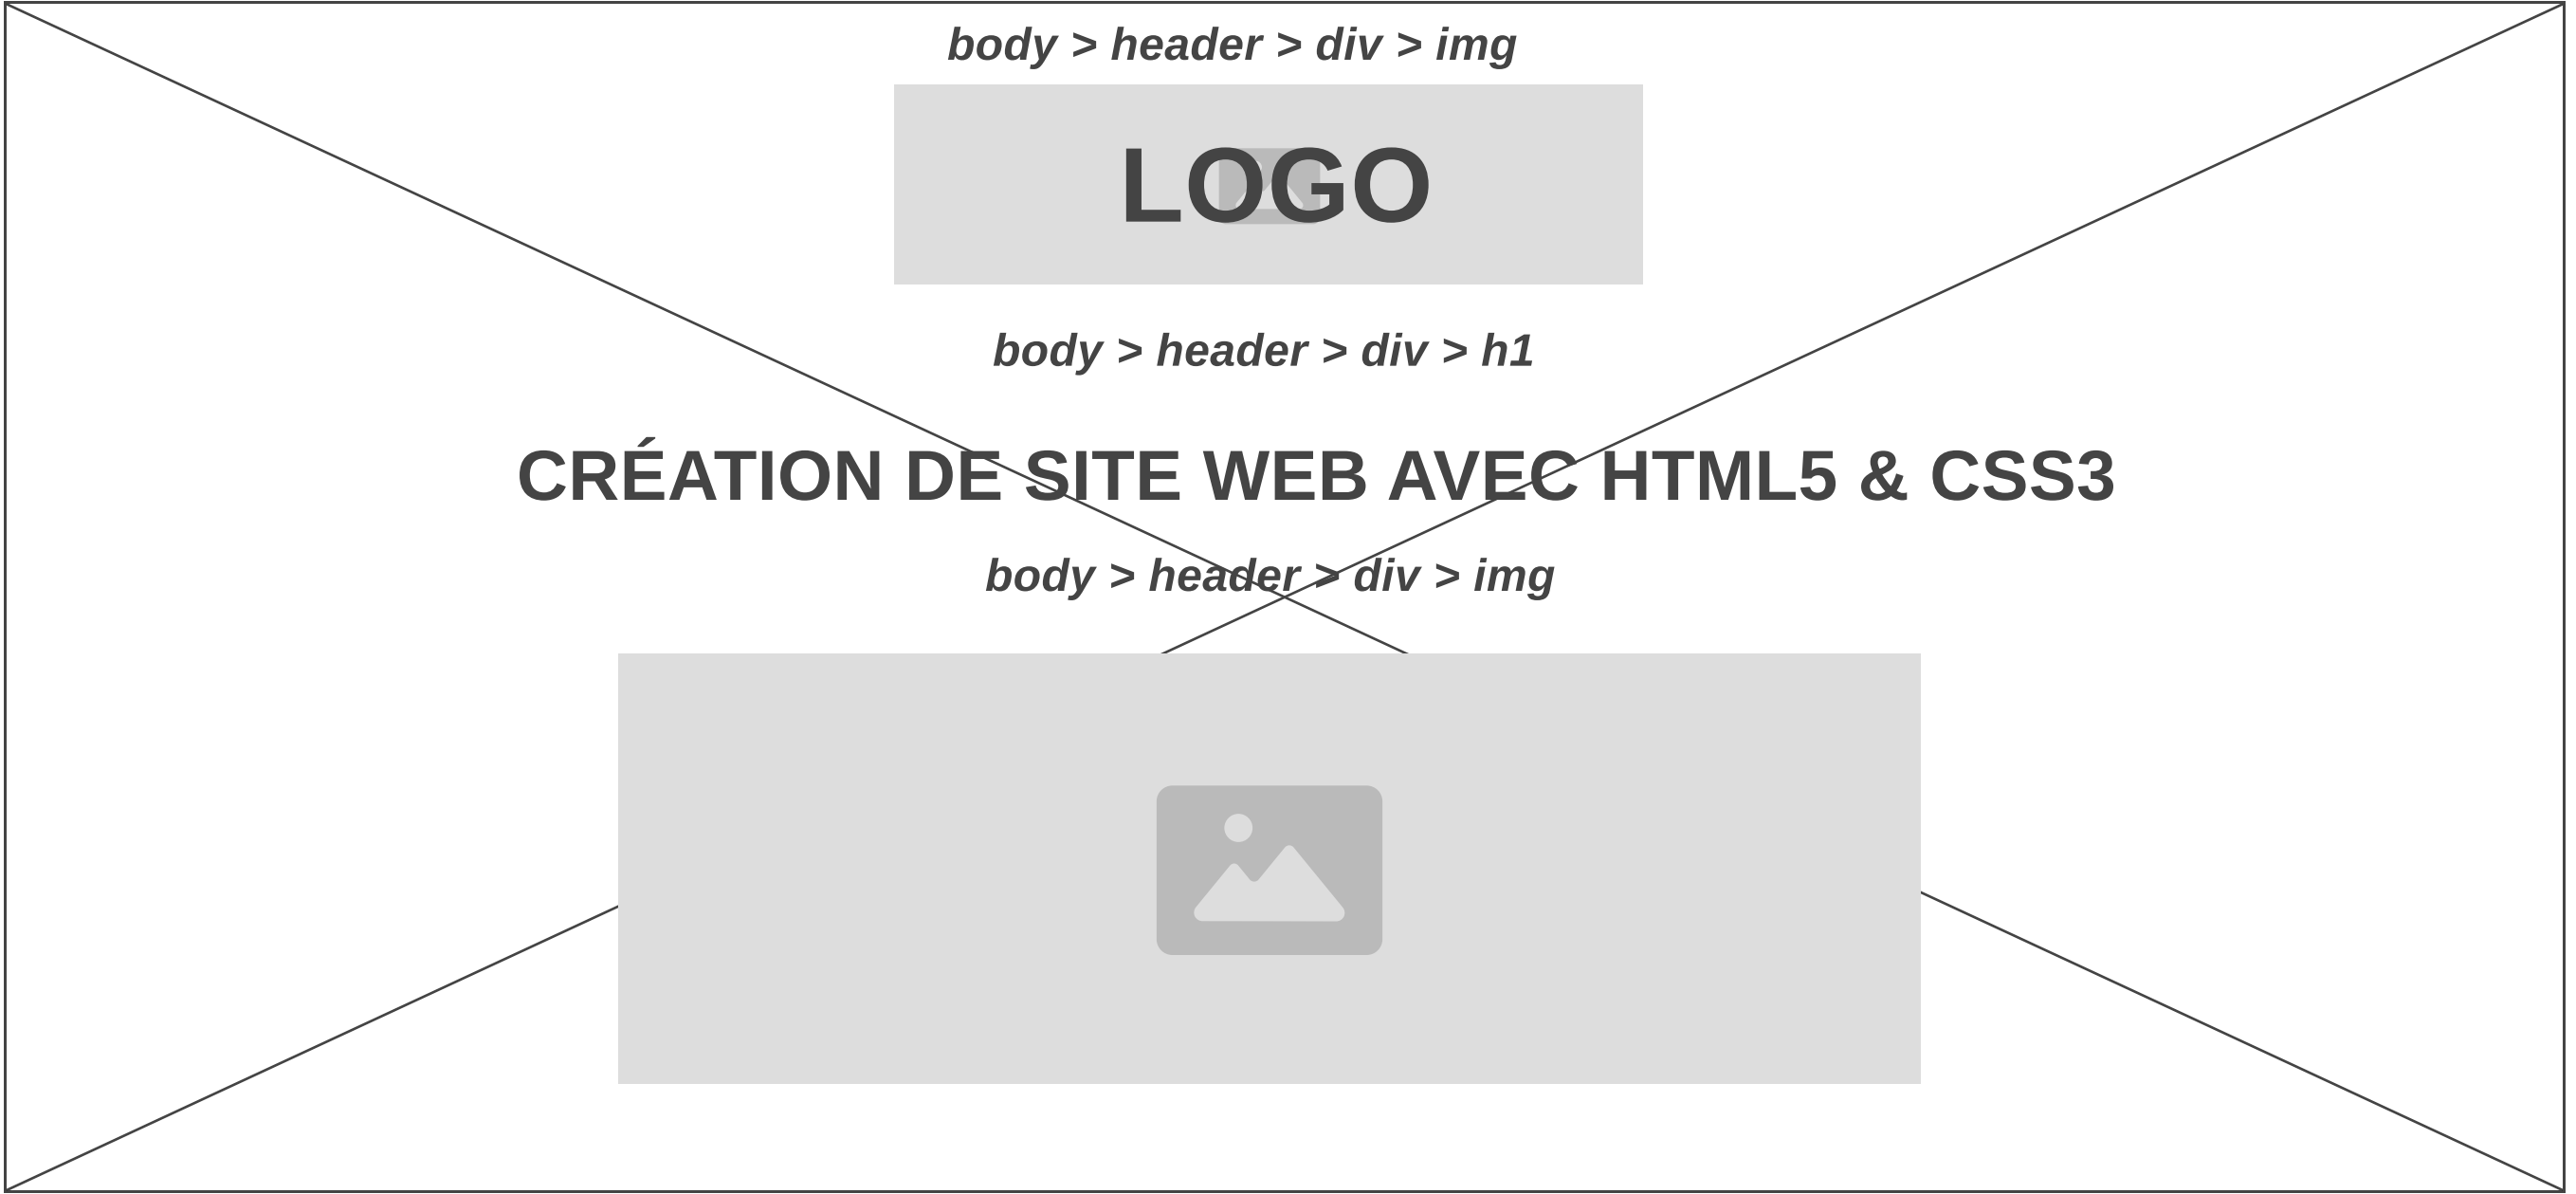 body > header > div > img
LOGO
body > header > div > h1
CRÉATION DE SITE WEB AVEC HTML5 & CSS3
body > header > div > img